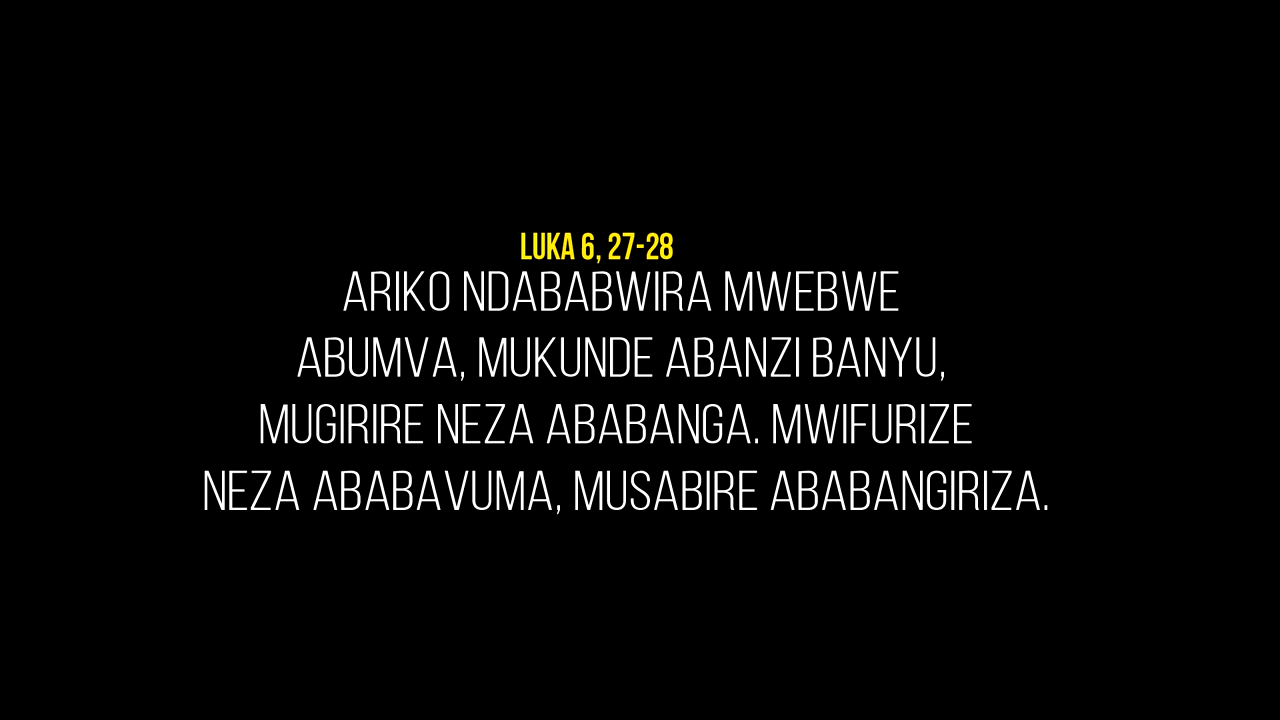 LUKA 6, 27-28
ARIKO NDABABWIRA MWEBWE
ABUMVA, MUKUNDE ABANZI BANYU,
MUGIRIRE NEZA ABABANGA. MWIFURIZE
NEZA ABABAVUMA, MUSABIRE ABABANGIRIZA.